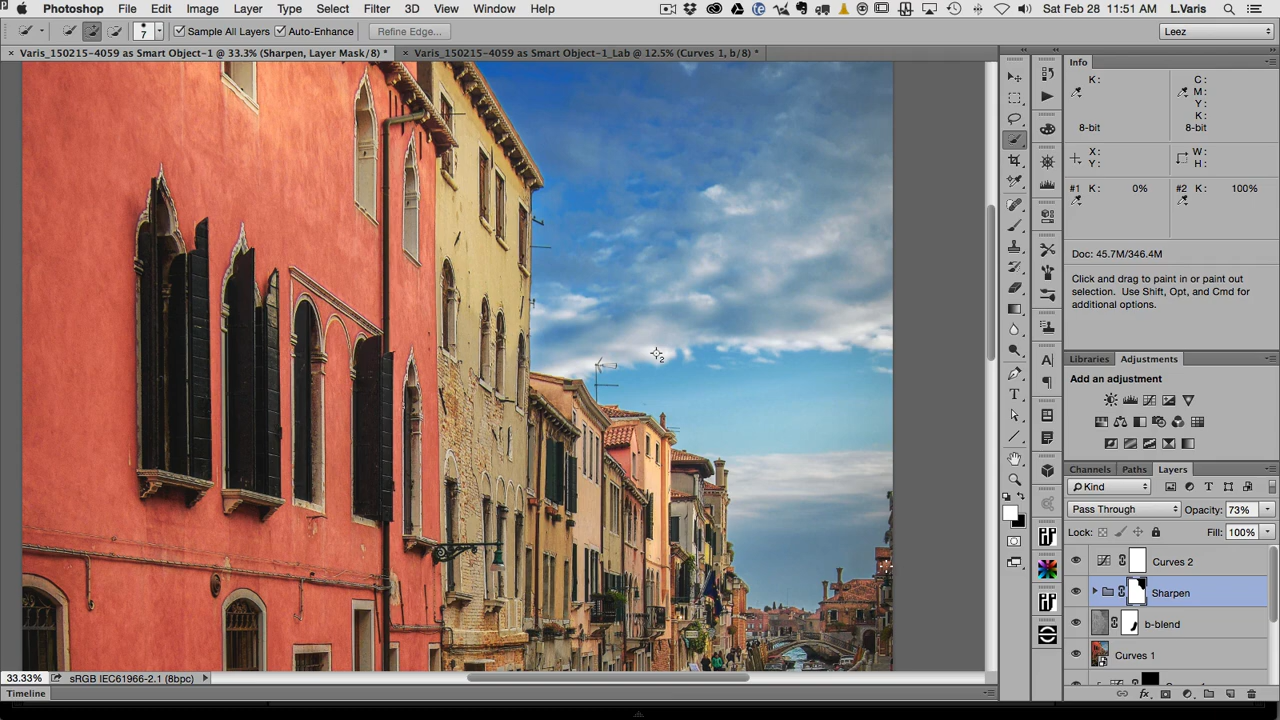 Photoshop File Edit Image Layer Type Select Filter 3D View Window Help Sat Feb 28 11:51 AM L.Varis
7 Sample All Layers Auto-Enhance Refine Edge... Leez
× Varis_150215-4059 as Smart Object-1 @ 33.3% (Sharpen, Layer Mask/8) * × Varis_150215-4059 as Smart Object-1_Lab @ 12.5% (Curves 1, b/8) *
Info
K: C:
M:
Y:
K:
8-bit 8-bit
X: W:
Y: H:
#1 K: 0% #2 K: 100%
Doc: 45.7M/346.4M
Click and drag to paint in or paint out
selection. Use Shift, Opt, and Cmd for
additional options.
Libraries Adjustments
Add an adjustment
Channels Paths Layers
Kind
Pass Through Opacity: 73%
Lock: Fill: 100%
Curves 2
Sharpen
b-blend
Curves 1
33.33% sRGB IEC61966-2.1 (8bpc)
Timeline